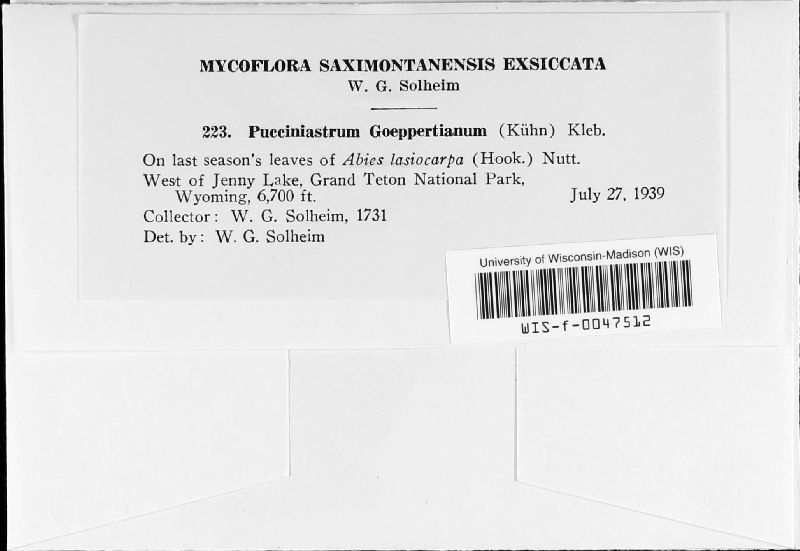 MYCOFLORA SAXIMONTANENSIS EXSICCATA
W. G. Solheim
223. Pucciniastrum Goeppertianum (Kühn) Kleb.
On last season's leaves of Abies lasiocarpa (Hook.) Nutt.
West of Jenny Lake, Grand Teton National Park,
Wyoming, 6,700 ft. July 27, 1939
Collector: W. G. Solheim, 1731
Det. by: W. G. Solheim
University of Wisconsin-Madison (WIS)
WIS-f-0047512